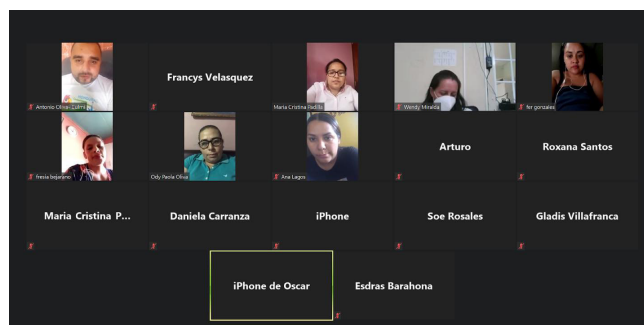 Francys Velasquez
Antonio Oliva
Maria Cristina Padilla
Wendy Miralda
fer gonzales
Arturo
Roxana Santos
fresia bejarano
Ody Paola Oliva
Ana Lagos
Maria Cristina P...
Daniela Carranza
iPhone
Soe Rosales
Gladis Villafranca
iPhone de Oscar
Esdras Barahona